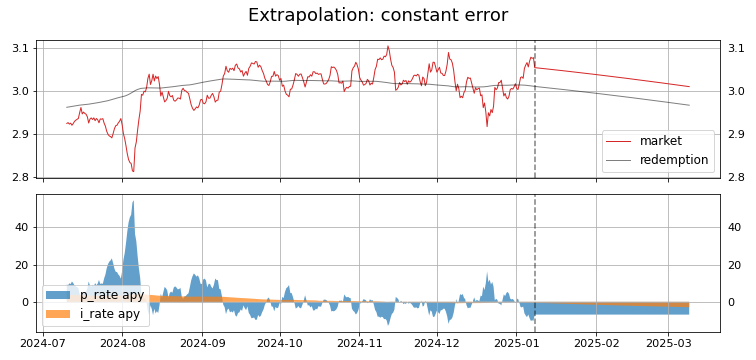 Extrapolation: constant error
3.1 3.1
3.0 3.0
2.9 2.9
2.8 2.8
market
redemption
40 40
20 20
0 0
p_rate apy
i_rate apy
2024-07 2024-08 2024-09 2024-10 2024-11 2024-12 2025-01 2025-02 2025-03